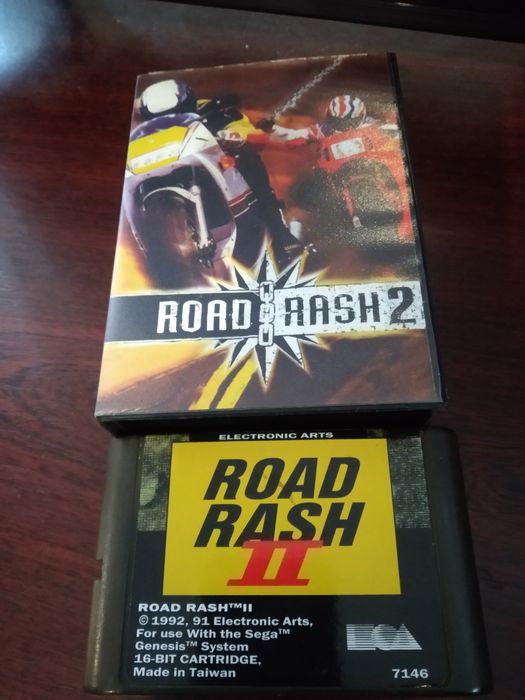 ROAD RASH 2
ELECTRONIC ARTS
ROAD
RASH
II
ROAD RASH™II
© 1992, 91 Electronic Arts,
For use With the Sega™
Genesis™ System
16-BIT CARTRIDGE,
Made in Taiwan
EA
7146